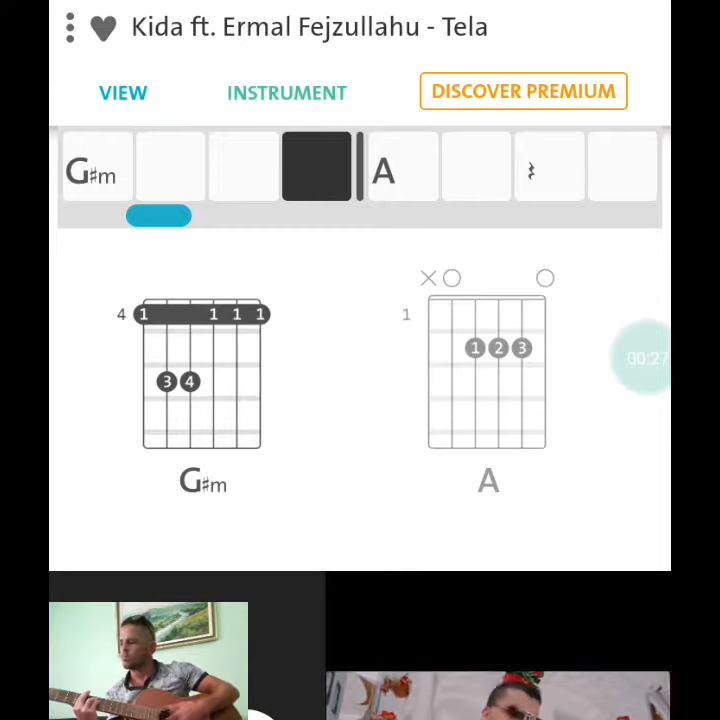 Kida ft. Ermal Fejzullahu - Tela
VIEW INSTRUMENT DISCOVER PREMIUM
G♯m A
4 1 1 1 1
3 4
G♯m
1
1 2 3
A
00:27